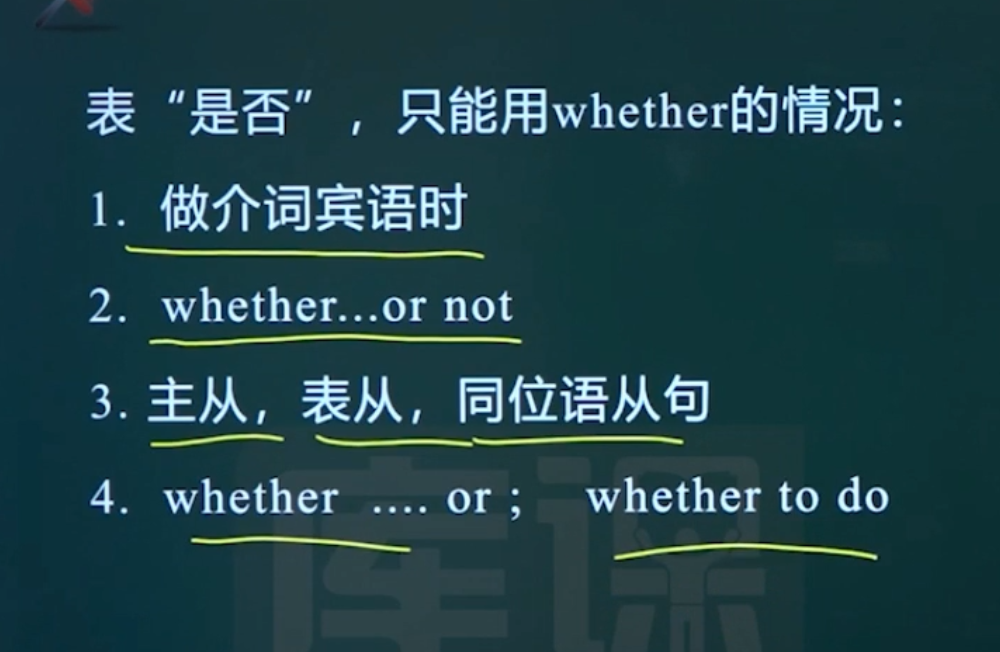 表“是否”，只能用whether的情况：
1. 做介词宾语时
2. whether...or not
3. 主从，表从，同位语从句
4. whether .... or ; whether to do
库课